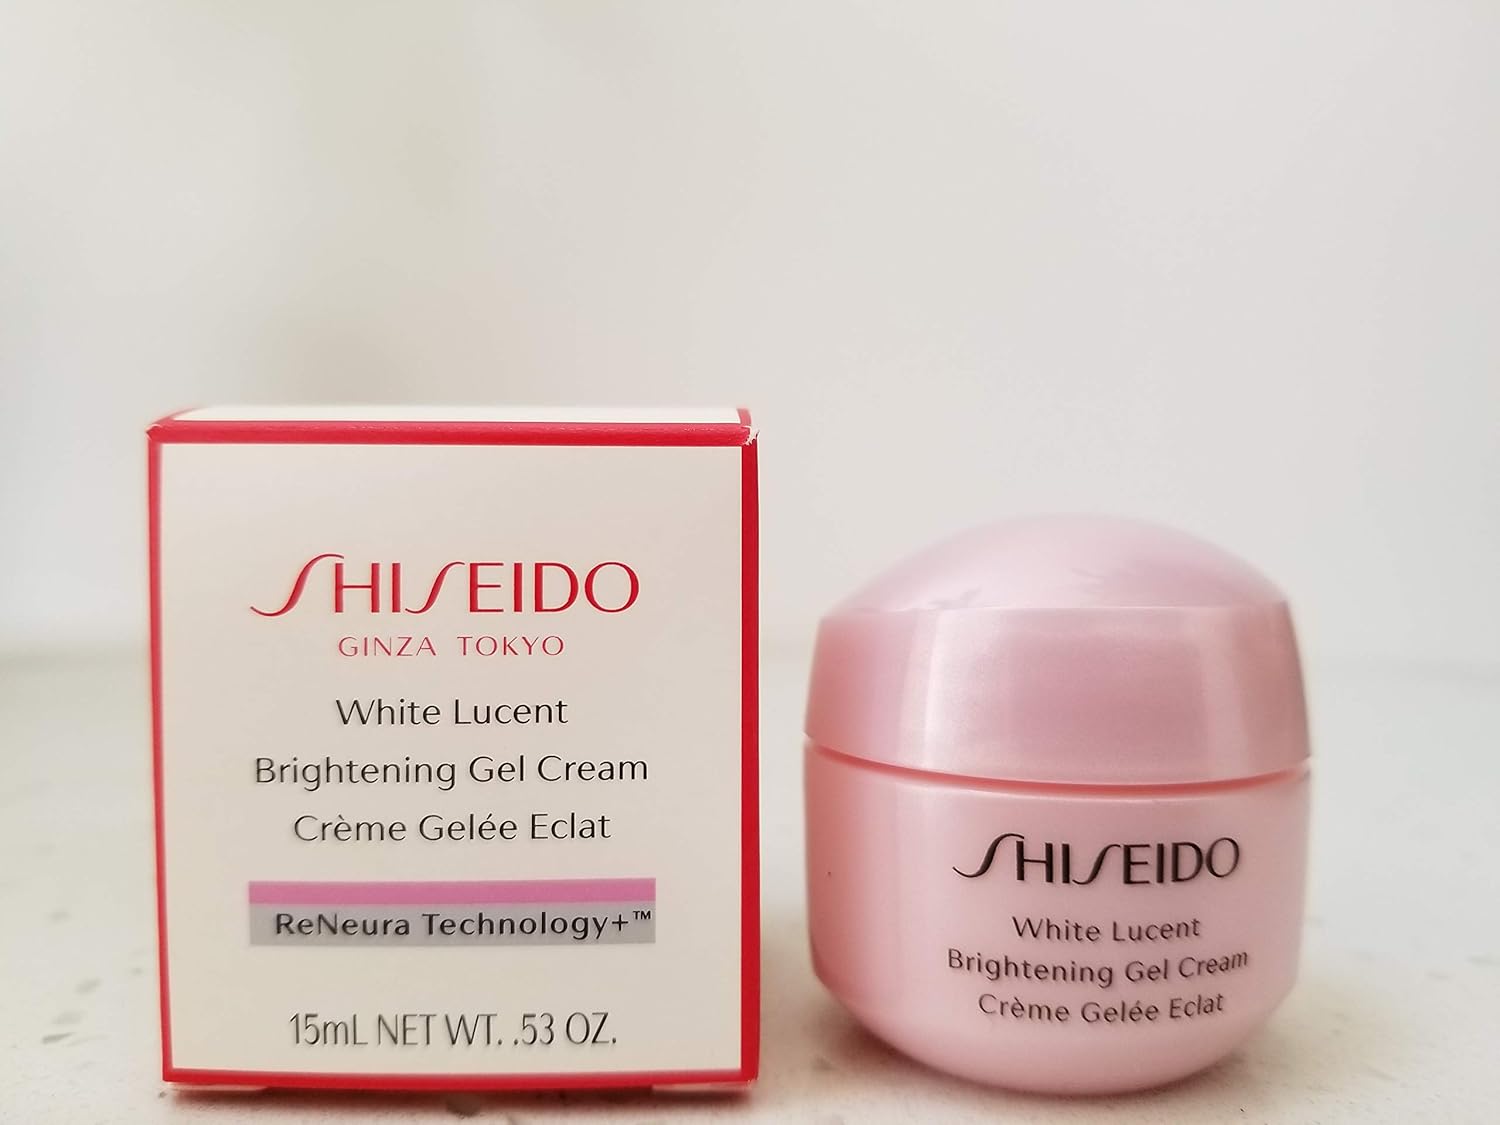 SHISEIDO
GINZA TOKYO
White Lucent
Brightening Gel Cream
Crème Gelée Eclat
ReNeura Technology+™
15mL NET WT. .53 OZ.
SHISEIDO
White Lucent
Brightening Gel Cream
Crème Gelée Eclat